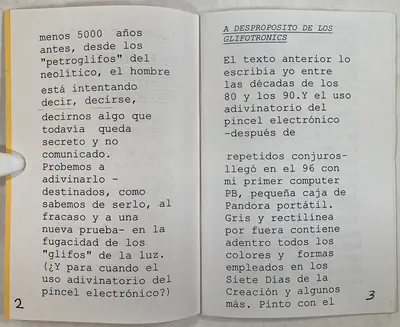 menos 5000 años
antes, desde los
"petroglifos" del
neolítico, el hombre
está intentando
decir, decirse,
decirnos algo que
todavia queda
secreto y no
comunicado.
Probemos a
adivinarlo -
destinados, como
sabemos de serlo, al
fracaso y a una
nueva prueba- en la
fugacidad de los
"glifos" de la luz.
(¿Y para cuando el
uso adivinatorio del
pincel electrónico?)
2
A DESPROPOSITO DE LOS
GLIFOTRONICS
El texto anterior lo
escribía yo entre
las décadas de los
80 y los 90.Y el uso
adivinatorio del
pincel electrónico
-después de
repetidos conjuros-
llegó en el 96 con
mi primer computer
PB, pequeña caja de
Pandora portátil.
Gris y rectilínea
por fuera contiene
adentro todos los
colores y formas
empleados en los
Siete Días de la
Creación y algunos
más. Pinto con el
3